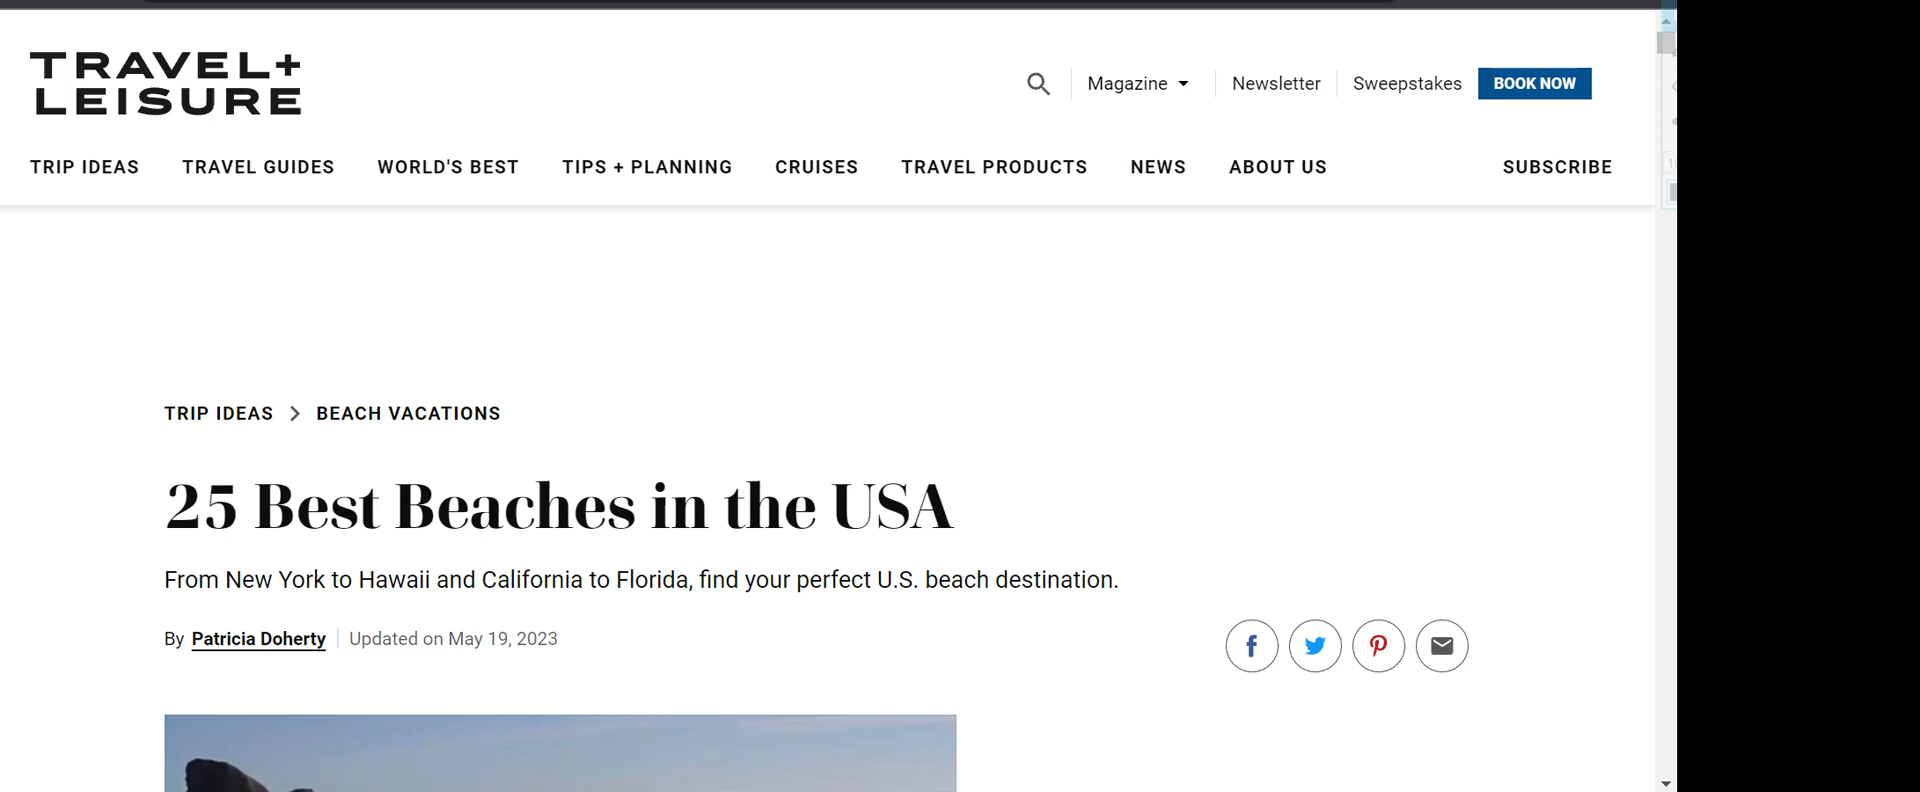 TRAVEL+
LEISURE
Magazine
Newsletter
Sweepstakes
BOOK NOW
TRIP IDEAS
TRAVEL GUIDES
WORLD'S BEST
TIPS + PLANNING
CRUISES
TRAVEL PRODUCTS
NEWS
ABOUT US
SUBSCRIBE
TRIP IDEAS > BEACH VACATIONS
25 Best Beaches in the USA
From New York to Hawaii and California to Florida, find your perfect U.S. beach destination.
By Patricia Doherty
Updated on May 19, 2023